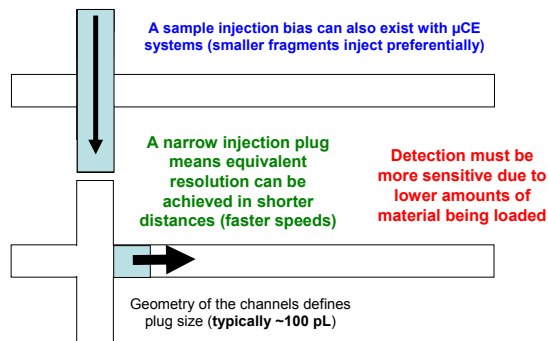 A sample injection bias can also exist with µCE
systems (smaller fragments inject preferentially)
A narrow injection plug
means equivalent
resolution can be
achieved in shorter
distances (faster speeds)
Detection must be
more sensitive due to
lower amounts of
material being loaded
Geometry of the channels defines
plug size (typically ~100 pL)